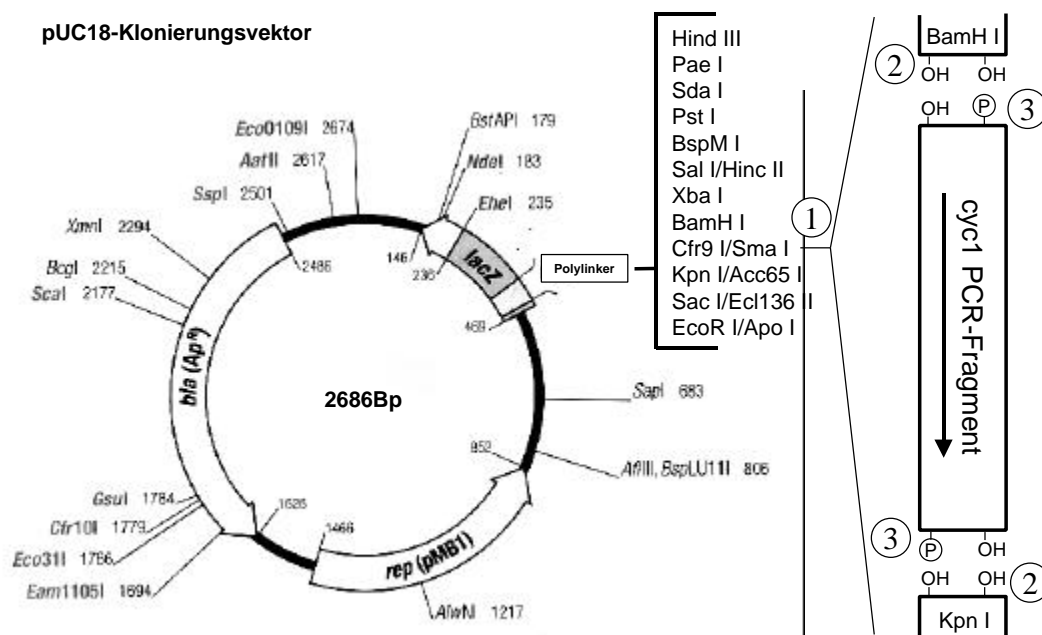 pUC18-Klonierungsvektor
Eco0109I 2674
AatII 2617
SspI 2501
XmnI 2294
BcgI 2215
ScaI 2177
bla (Ap^R)
GsuI 1784
Cfr10I 1779
Eco31I 1766
Eam1105I 1694
BstAPI 179
NdeI 183
EheI 235
146
236
lacZ
469
2486
2686Bp
SapI 683
852
AflIII, BspLU11I 806
1626
1466
rep (pMB1)
AlwNI 1217
Polylinker
Hind III
Pae I
Sda I
Pst I
BspM I
Sal I/Hinc II
Xba I
BamH I
Cfr9 I/Sma I
Kpn I/Acc65 I
Sac I/Ecl136 II
EcoR I/Apo I
1
BamH I
2
OH OH
OH P
3
cyc1 PCR-Fragment
3
P OH
OH OH
2
Kpn I